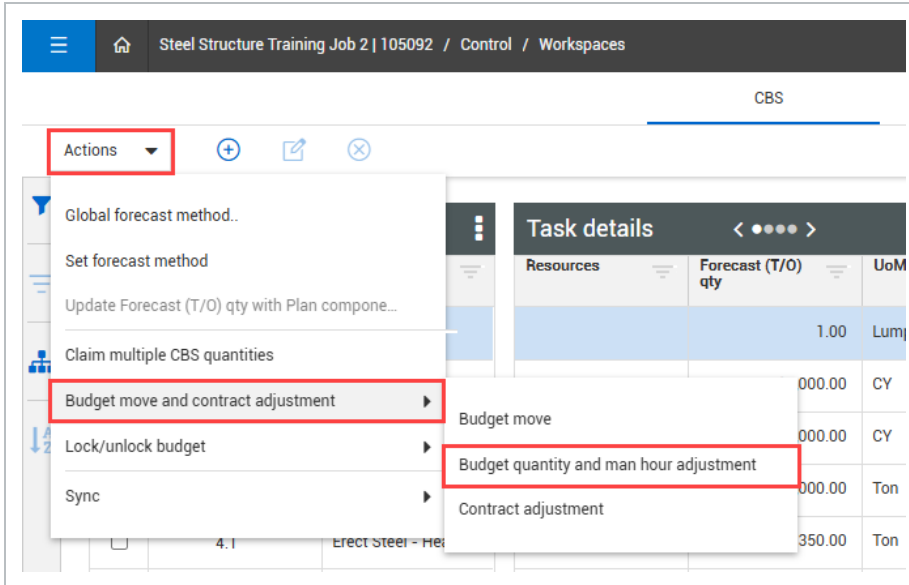 Steel Structure Training Job 2 | 105092 / Control / Workspaces
CBS
Actions
Global forecast method..
Set forecast method
Update Forecast (T/O) qty with Plan compone...
Claim multiple CBS quantities
Budget move and contract adjustment
Lock/unlock budget
Sync
Budget move
Budget quantity and man hour adjustment
Contract adjustment
Task details
Resources
Forecast (T/O)
qty
UoM
1.00
000.00 CY
000.00 CY
000.00 Ton
4.1 Erect Steel - 350.00 Ton